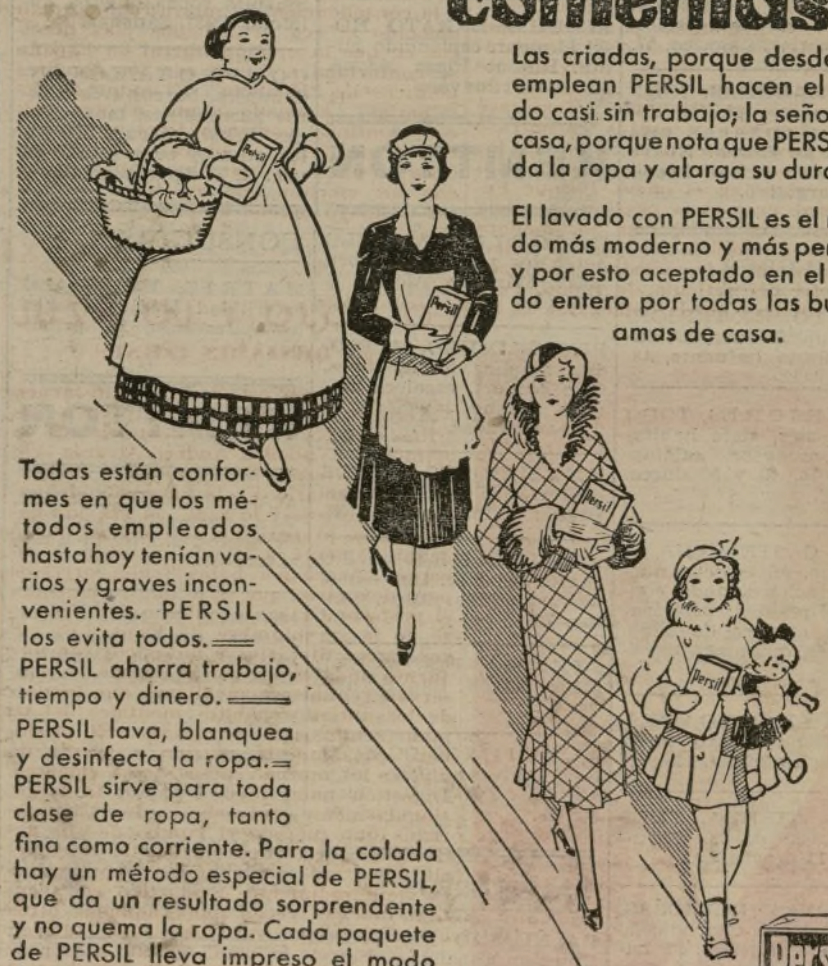 contentas
Las criadas, porque desde
emplean PERSIL hacen el
do casi sin trabajo; la seño
casa, porque nota que PERS
da la ropa y alarga su dura
El lavado con PERSIL es el
do más moderno y más per
y por esto aceptado en el
do entero por todas las bu
amas de casa.
Persil
Persil
Persil
Persil
Todas están confor-
mes en que los mé-
todos empleados
hasta hoy tenían va-
rios y graves incon-
venientes. PERSIL
los evita todos.
PERSIL ahorra trabajo,
tiempo y dinero.
PERSIL lava, blanquea
y desinfecta la ropa.
PERSIL sirve para toda
clase de ropa, tanto
fina como corriente. Para la colada
hay un método especial de PERSIL,
que da un resultado sorprendente
y no quema la ropa. Cada paquete
de PERSIL lleva impreso el modo
Pers